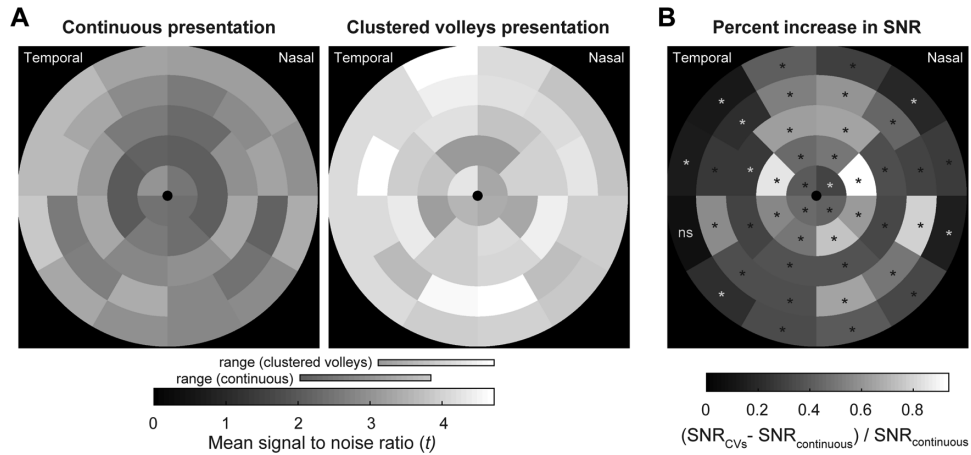 A Continuous presentation Clustered volleys presentation B Percent increase in SNR
Temporal Nasal Temporal Nasal Temporal Nasal
* *
* * * *
* * * *
* * * * * * * *
* *
ns * * * * * * *
* * * *
* * * *
* *
range (clustered volleys)
range (continuous)
0 1 2 3 4 0 0.2 0.4 0.6 0.8
Mean signal to noise ratio (t) (SNRCVs- SNRcontinuous) / SNRcontinuous